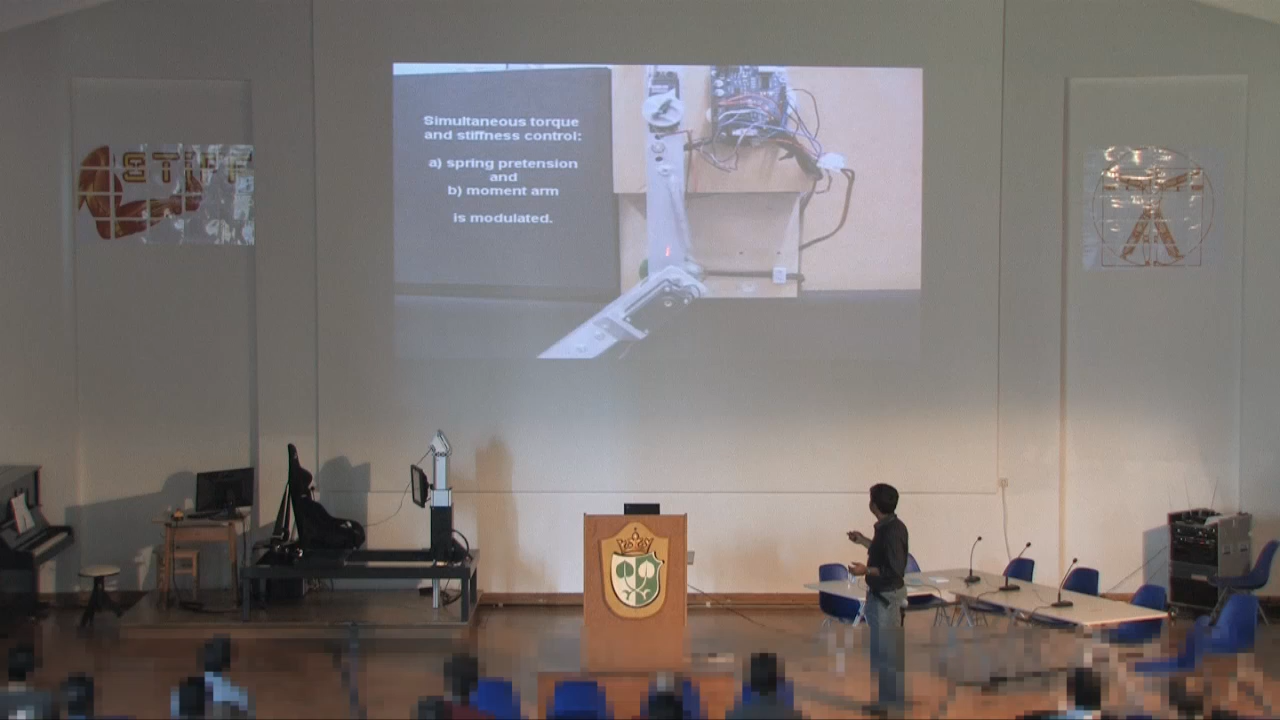 Simultaneous torque
and stiffness control:
a) spring pretension
and
b) moment arm
is modulated.
STIFF